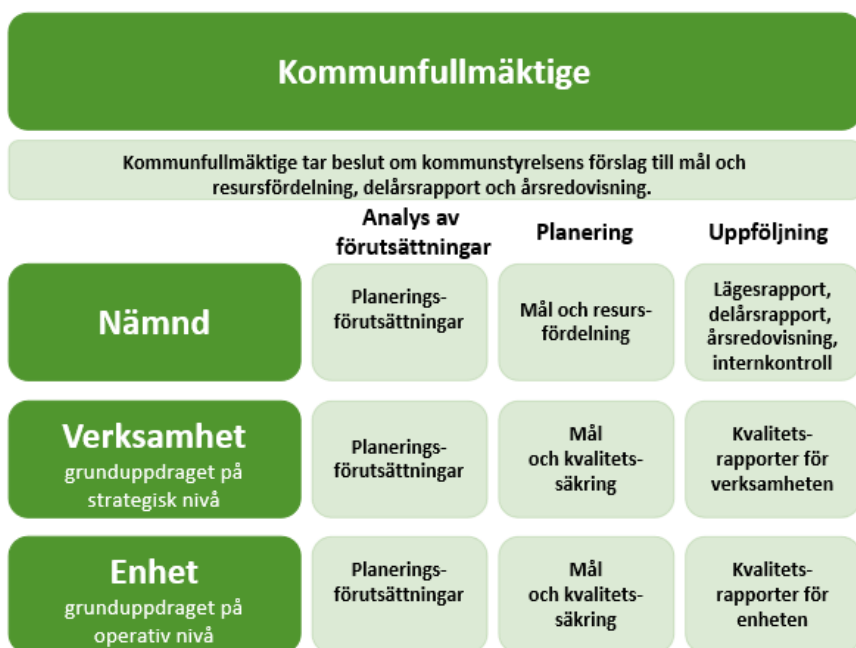 Kommunfullmäktige
Kommunfullmäktige tar beslut om kommunstyrelsens förslag till mål och
resursfördelning, delårsrapport och årsredovisning.
Analys av
förutsättningar
Planering
Uppföljning
Nämnd
Planerings-
förutsättningar
Mål och resurs-
fördelning
Lägesrapport,
delårsrapport,
årsredovisning,
internkontroll
Verksamhet
grunduppdraget på
strategisk nivå
Planerings-
förutsättningar
Mål
och kvalitets-
säkring
Kvalitets-
rapporter för
verksamheten
Enhet
grunduppdraget på
operativ nivå
Planerings-
förutsättningar
Mål
och kvalitets-
säkring
Kvalitets-
rapporter för
enheten